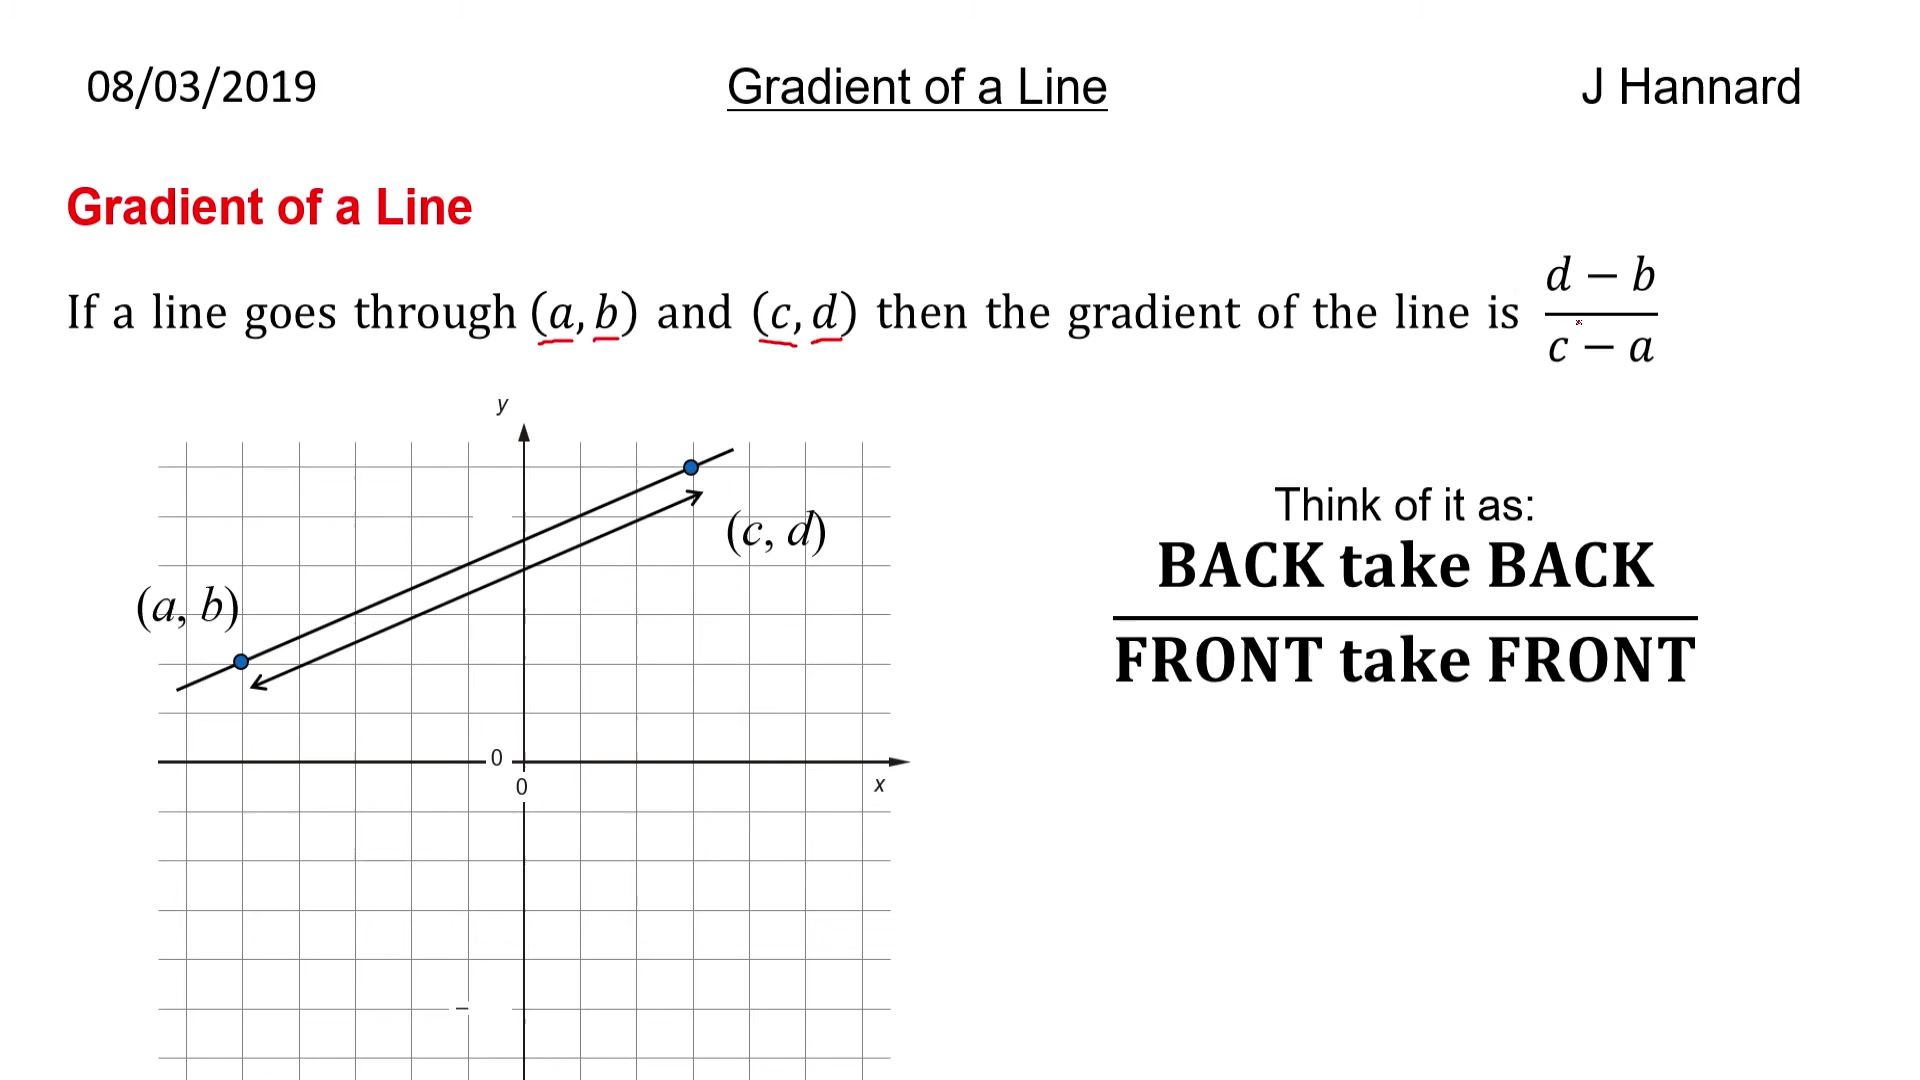 08/03/2019 Gradient of a Line J Hannard
Gradient of a Line
If a line goes through (a, b) and (c, d) then the gradient of the line is (d − b)/(c − a)
y
(c, d)
(a, b)
0
0
x
–
Think of it as:
BACK take BACK
FRONT take FRONT